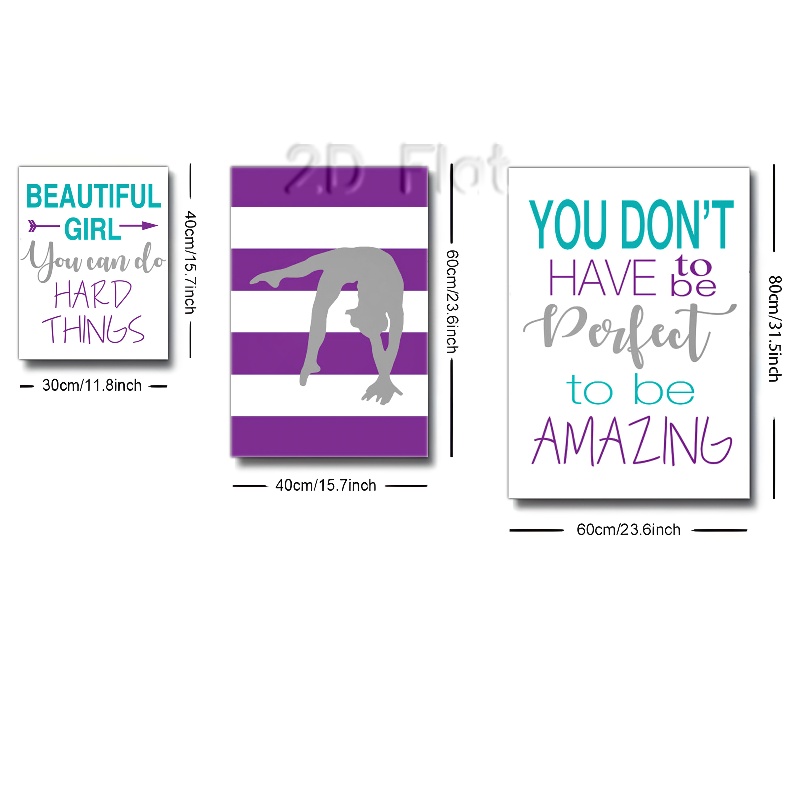 2D Flat
BEAUTIFUL
GIRL
You can do
HARD
THINGS
40cm/15.7inch
30cm/11.8inch
60cm/23.6inch
40cm/15.7inch
YOU DON'T
HAVE to be
Perfect
to be
AMAZING
80cm/31.5inch
60cm/23.6inch